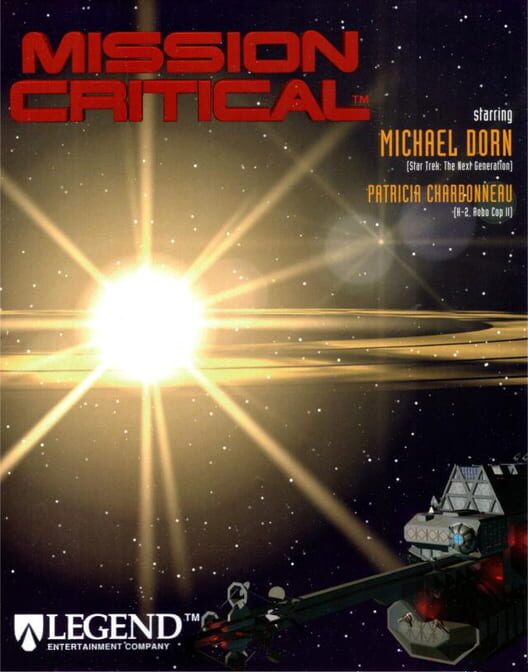 MISSION
CRITICAL™
starring
MICHAEL DORN
(Star Trek: The Next Generation)
PATRICIA CHARBONNEAU
(K-2, Robo Cop II)
LEGEND™
ENTERTAINMENT COMPANY